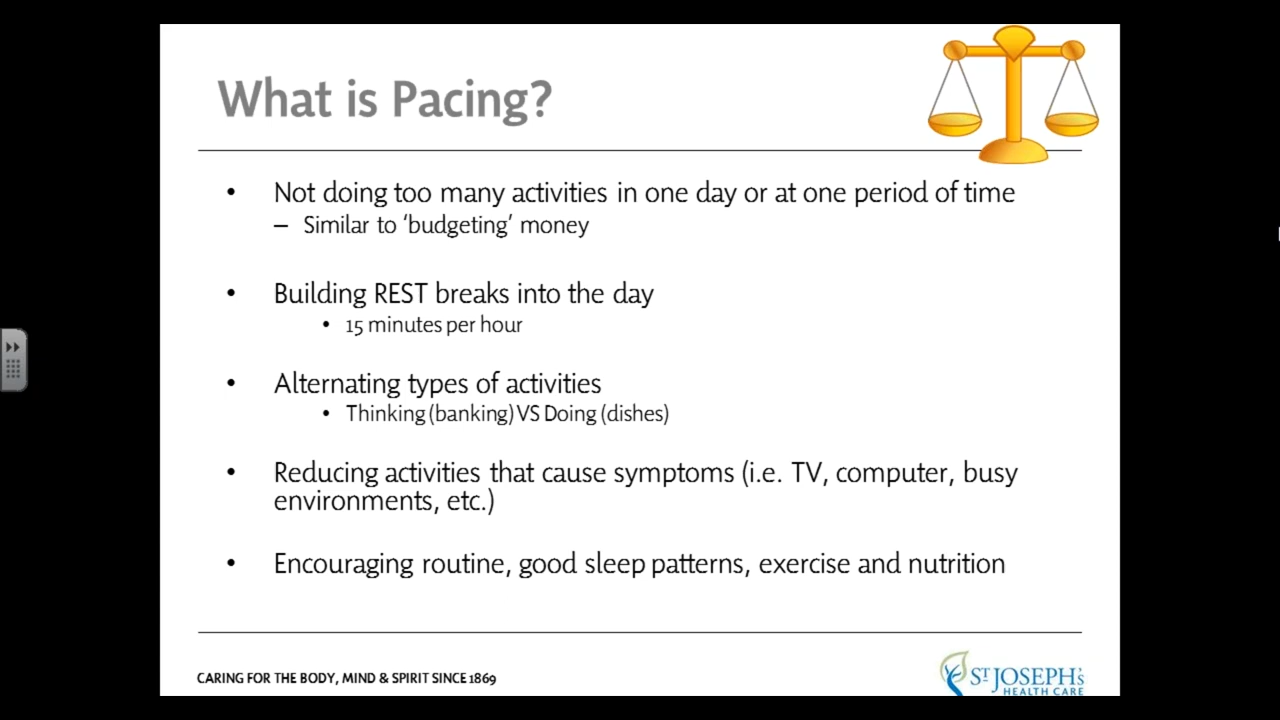 What is Pacing?
• Not doing too many activities in one day or at one period of time
– Similar to ‘budgeting’ money
• Building REST breaks into the day
• 15 minutes per hour
• Alternating types of activities
• Thinking (banking) VS Doing (dishes)
• Reducing activities that cause symptoms (i.e. TV, computer, busy
environments, etc.)
• Encouraging routine, good sleep patterns, exercise and nutrition
CARING FOR THE BODY, MIND & SPIRIT SINCE 1869
ST JOSEPH'S
HEALTH CARE